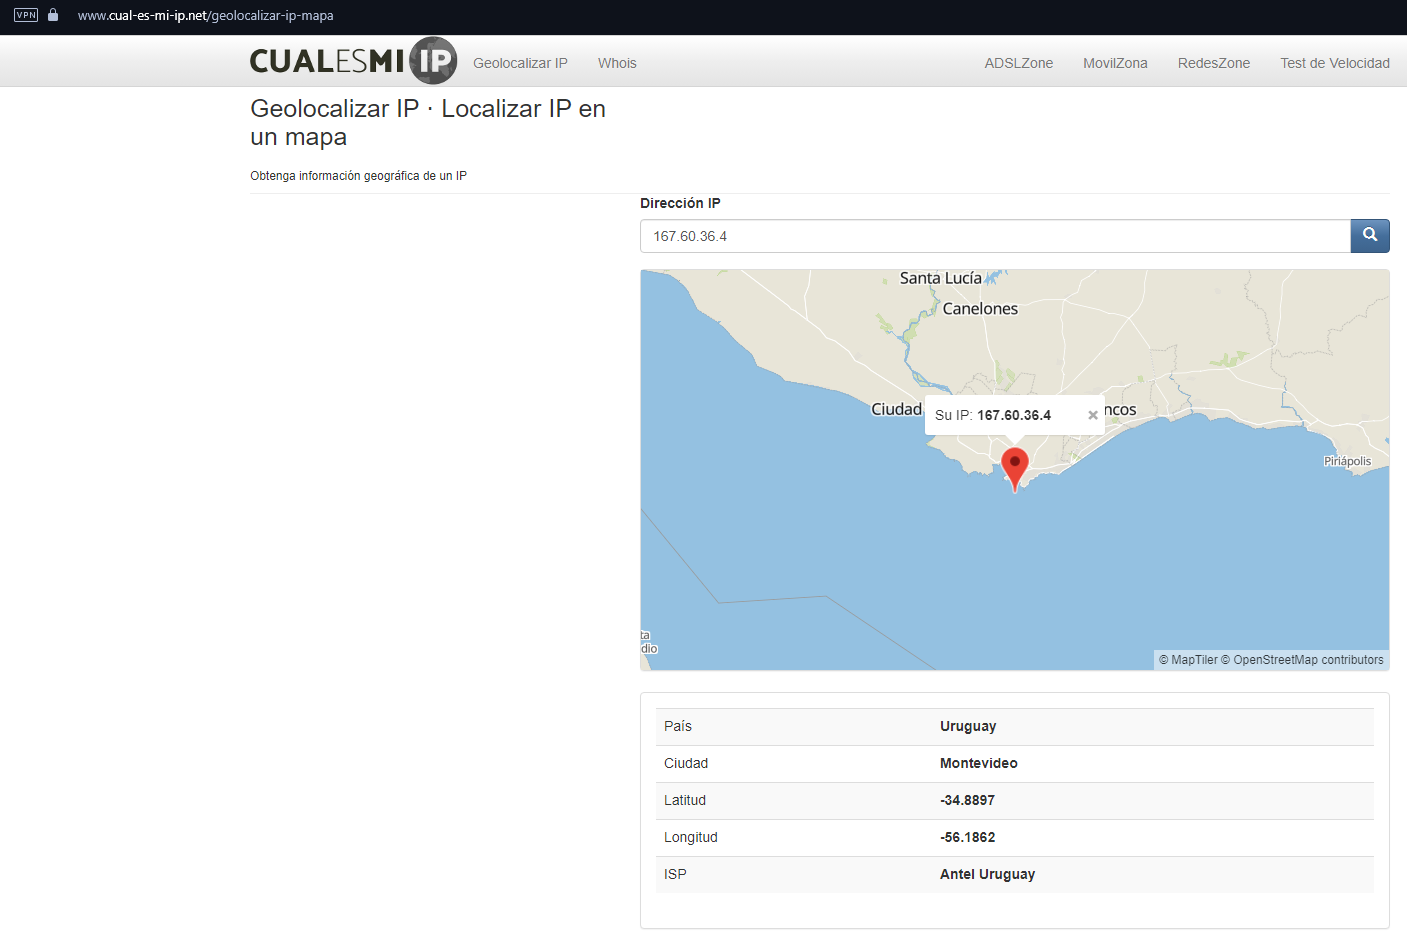 VPN www.cual-es-mi-ip.net/geolocalizar-ip-mapa
CUALESMI IP Geolocalizar IP Whois ADSLZone MovilZona RedesZone Test de Velocidad
Geolocalizar IP · Localizar IP en
un mapa
Obtenga información geográfica de un IP
Dirección IP
167.60.36.4
Santa Lucía
Canelones
Ciudad
ncos
Su IP: 167.60.36.4 ×
Piriápolis
ta
dio
© MapTiler © OpenStreetMap contributors
País Uruguay
Ciudad Montevideo
Latitud -34.8897
Longitud -56.1862
ISP Antel Uruguay